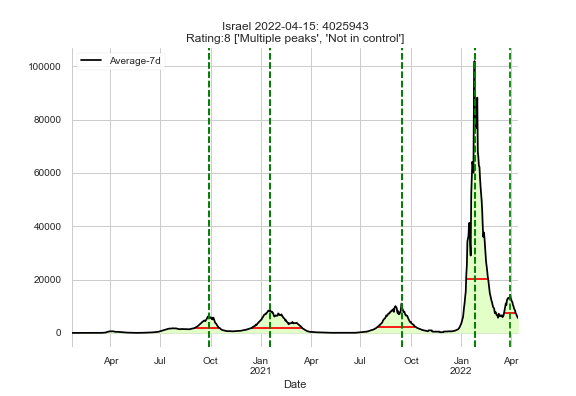 Israel 2022-04-15: 4025943
Rating:8 ['Multiple peaks', 'Not in control']
Average-7d
100000
80000
60000
40000
20000
0
Apr Jul Oct Jan Apr Jul Oct Jan Apr
2021 2022
Date